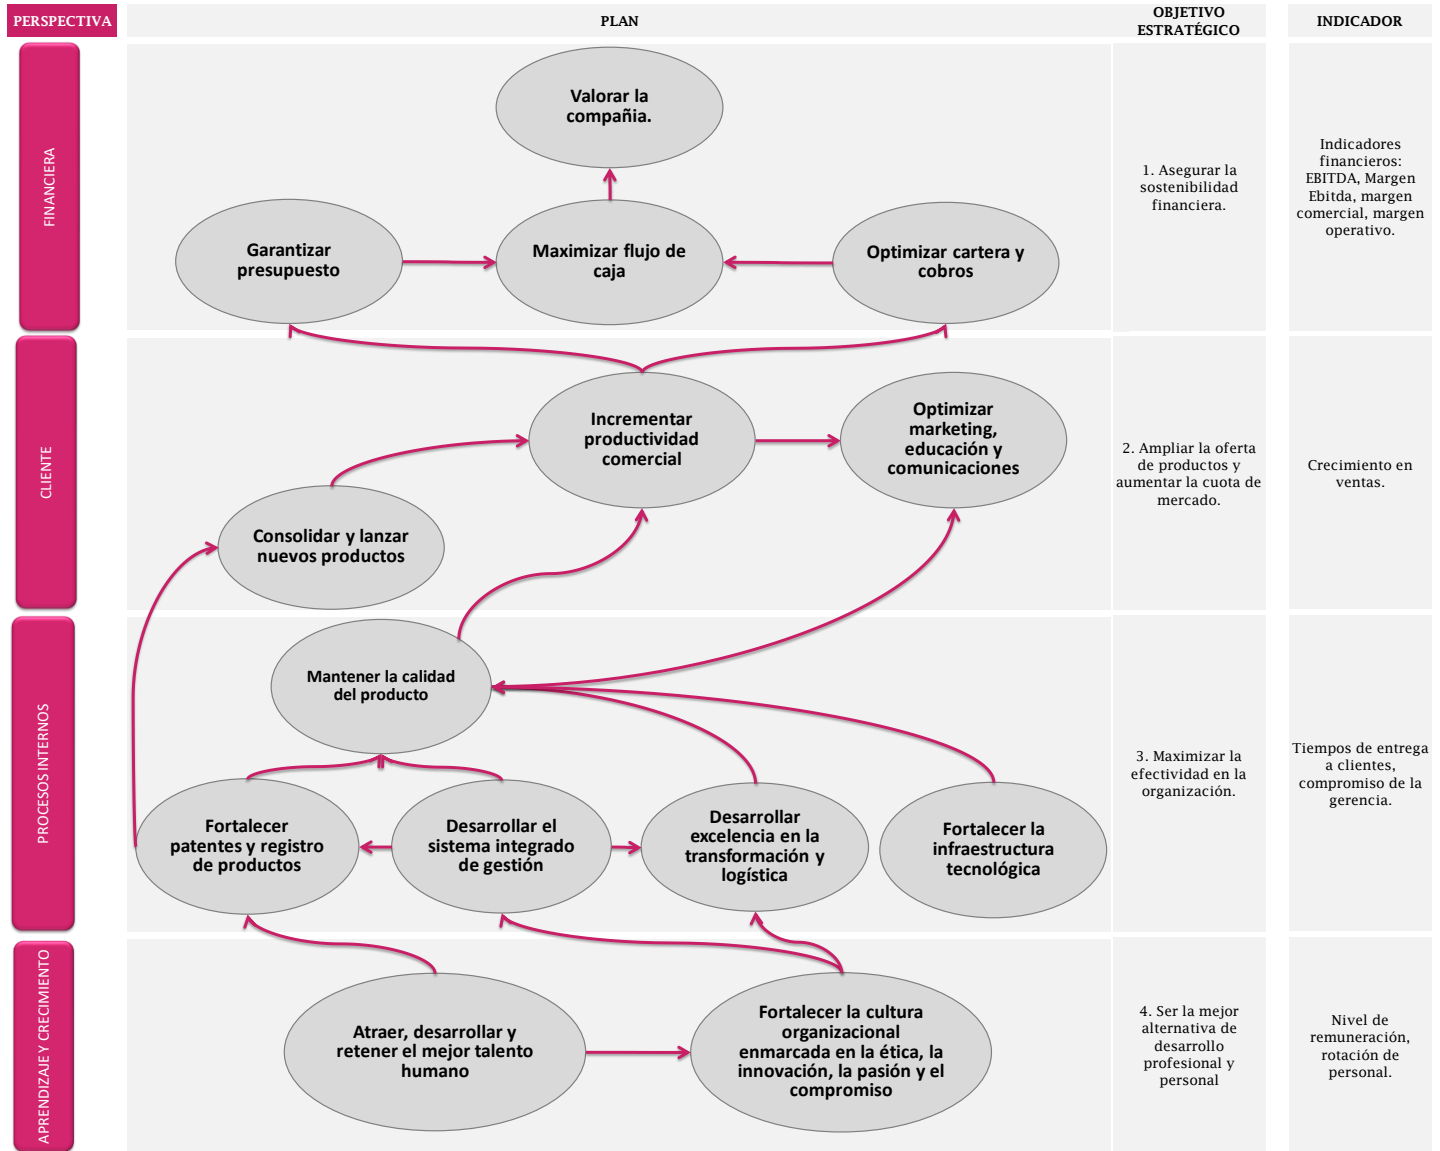 PERSPECTIVA
PLAN
OBJETIVO
ESTRATÉGICO
INDICADOR
FINANCIERA
Valorar la
compañia.
Garantizar
presupuesto
Maximizar flujo de
caja
Optimizar cartera y
cobros
1. Asegurar la
sostenibilidad
financiera.
Indicadores
financieros:
EBITDA, Margen
Ebitda, margen
comercial, margen
operativo.
CLIENTE
Incrementar
productividad
comercial
Optimizar
marketing,
educación y
comunicaciones
Consolidar y lanzar
nuevos productos
2. Ampliar la oferta
de productos y
aumentar la cuota de
mercado.
Crecimiento en
ventas.
PROCESOS INTERNOS
Mantener la calidad
del producto
Fortalecer
patentes y registro
de productos
Desarrollar el
sistema integrado
de gestión
Desarrollar
excelencia en la
transformación y
logística
Fortalecer la
infraestructura
tecnológica
3. Maximizar la
efectividad en la
organización.
Tiempos de entrega
a clientes,
compromiso de la
gerencia.
APRENDIZAJE Y CRECIMIENTO
Atraer, desarrollar y
retener el mejor talento
humano
Fortalecer la cultura
organizacional
enmarcada en la ética, la
innovación, la pasión y el
compromiso
4. Ser la mejor
alternativa de
desarrollo
profesional y
personal
Nivel de
remuneración,
rotación de
personal.